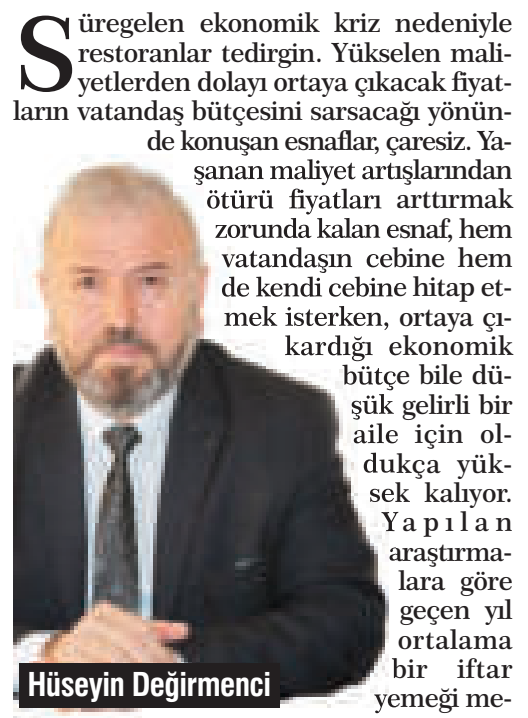 Süregelen ekonomik kriz nedeniyle
restoranlar tedirgin. Yükselen mali-
yetlerden dolayı ortaya çıkacak fiyat-
ların vatandaş bütçesini sarsacağı yönün-
de konuşan esnaflar, çaresiz. Ya-
şanan maliyet artışlarından
ötürü fiyatları arttırmak
zorunda kalan esnaf, hem
vatandaşın cebine hem
de kendi cebine hitap et-
mek isterken, ortaya çı-
kardığı ekonomik
bütçe bile dü-
şük gelirli bir
aile için ol-
dukça yük-
sek kalıyor.
Yapılan
araştırma-
lara göre
geçen yıl
ortalama
bir iftar
yemeği me-
Hüseyin Değirmenci